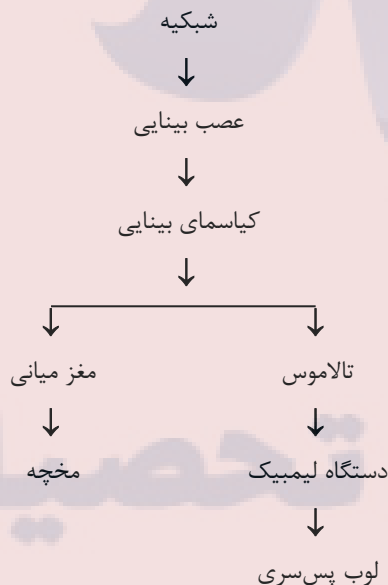 شبکیه
عصب بینایی
کیاسمای بینایی
تالاموس
مغز میانی
دستگاه لیمبیک
مخچه
لوب پس‌سری